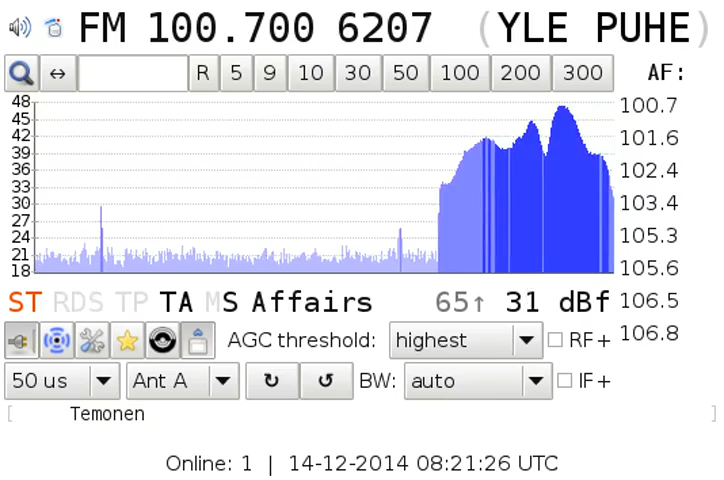 FM 100.700 6207 (YLE PUHE)
↔ R 5 9 10 30 50 100 200 300 AF:
48
45
42
39
36
33
30
27
24
21
18
100.7
101.6
102.4
103.4
105.3
105.6
106.5
106.8
ST RDS TP TA MS Affairs 65↑ 31 dBf
AGC threshold: highest RF+
50 us Ant A ↻ ↺ BW: auto IF+
[ Temonen ]
Online: 1 | 14-12-2014 08:21:26 UTC